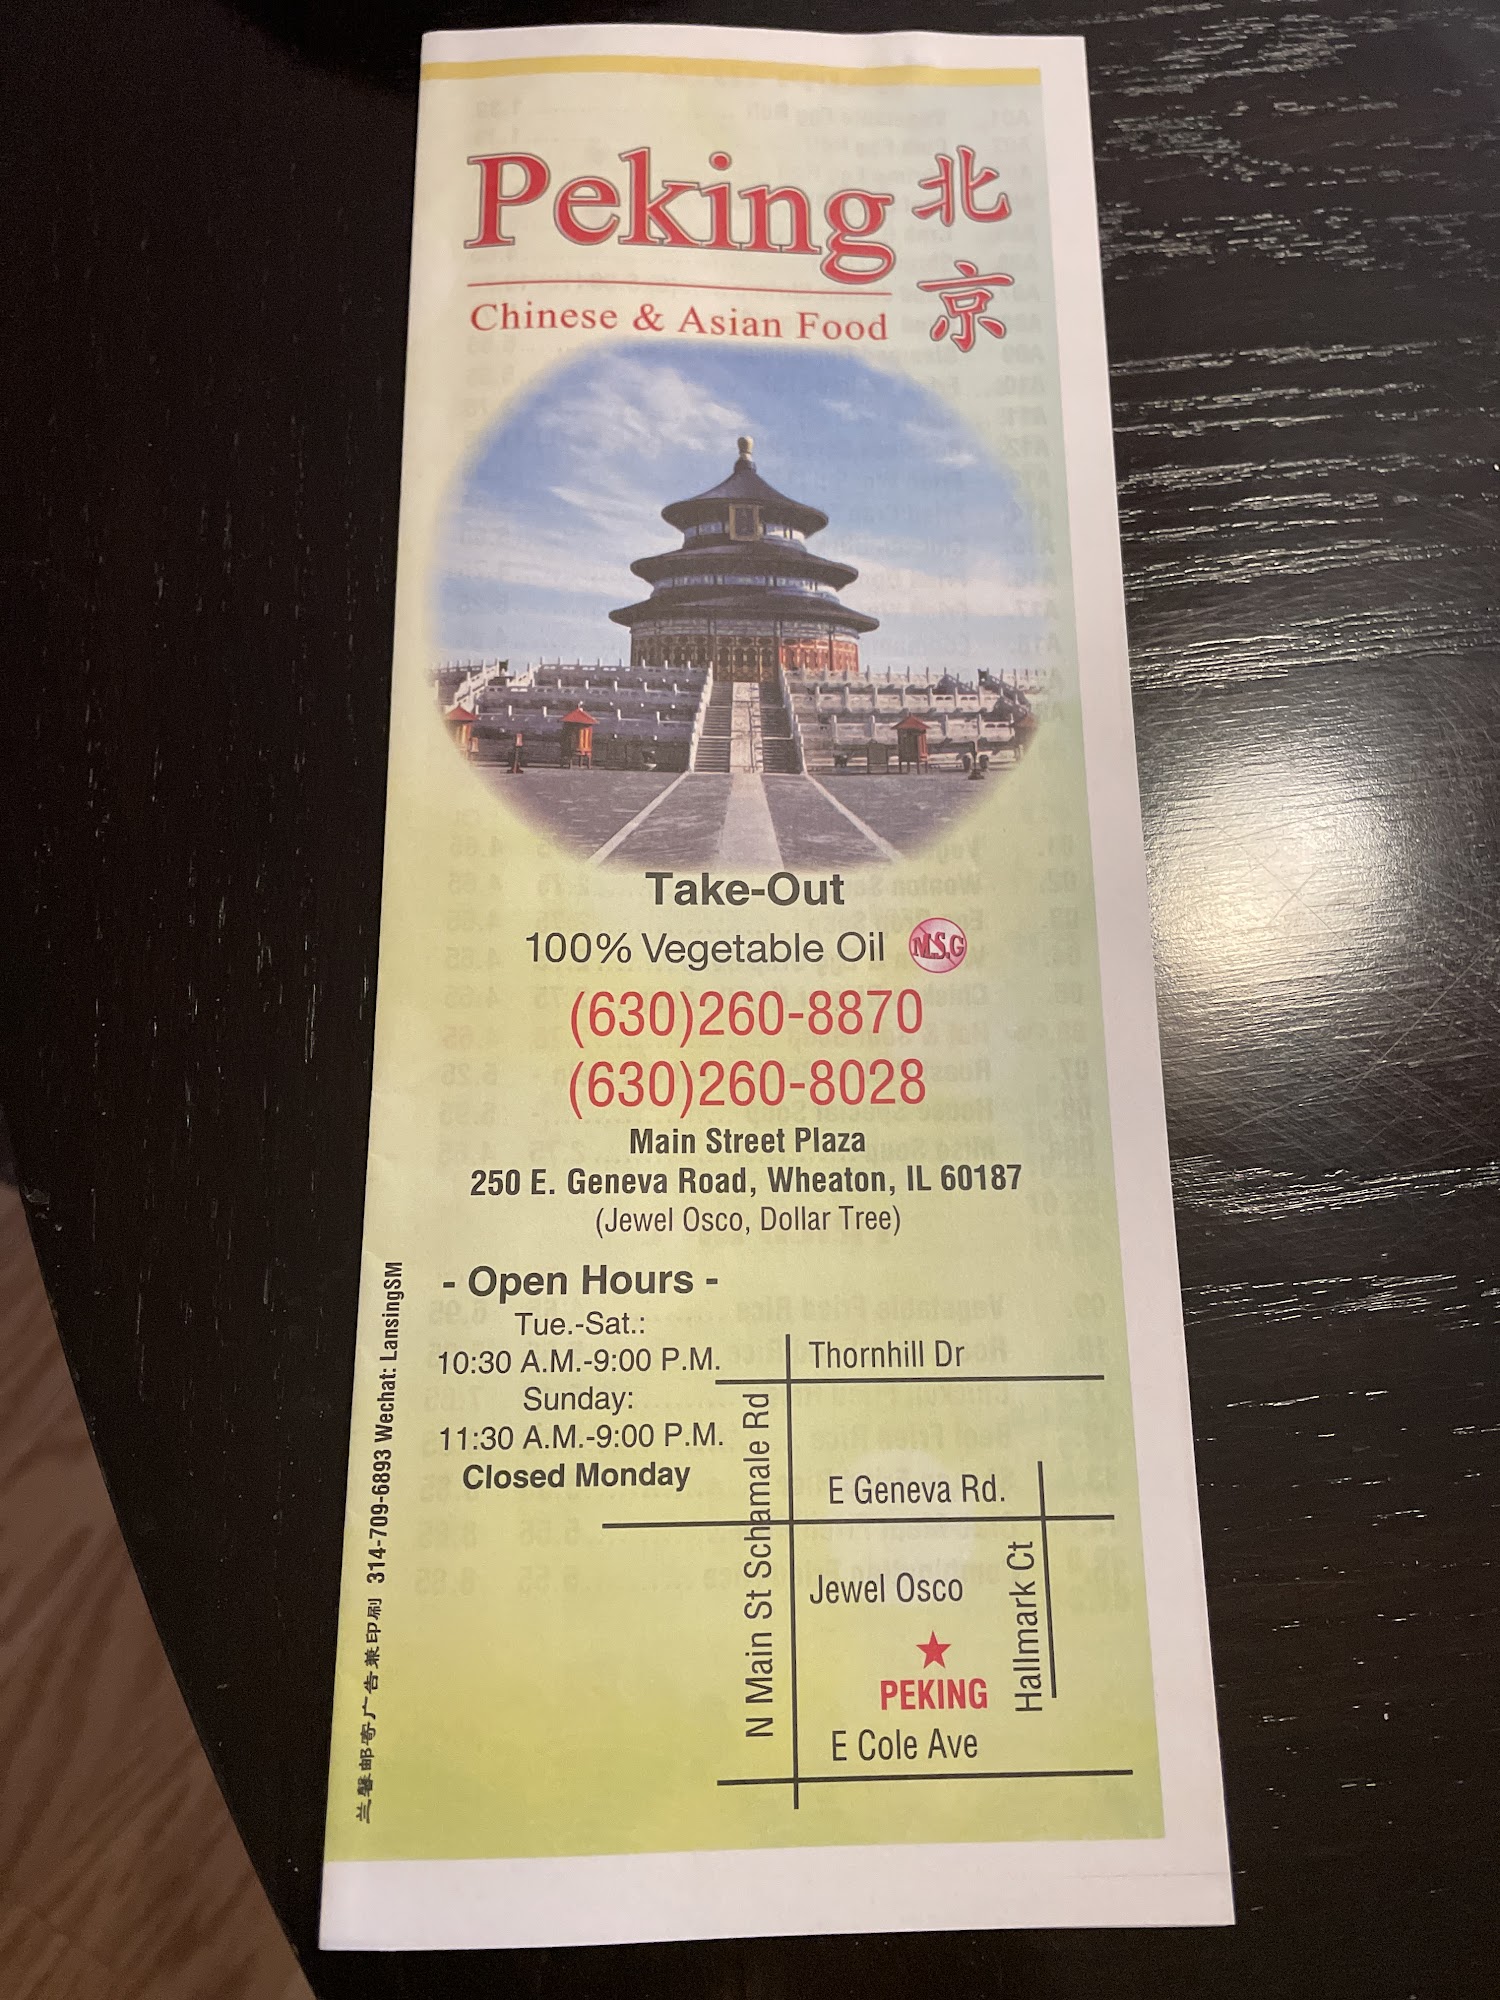 Peking 北京
Chinese & Asian Food
Take-Out
100% Vegetable Oil M.S.G
(630)260-8870
(630)260-8028
Main Street Plaza
250 E. Geneva Road, Wheaton, IL 60187
(Jewel Osco, Dollar Tree)
- Open Hours -
Tue.-Sat.:
10:30 A.M.-9:00 P.M.
Sunday:
11:30 A.M.-9:00 P.M.
Closed Monday
Thornhill Dr
N Main St Schamale Rd
E Geneva Rd.
Jewel Osco
Hallmark Ct
PEKING
E Cole Ave
兰馨邮寄广告兼印刷 314-709-6893 Wechat: LansingSM